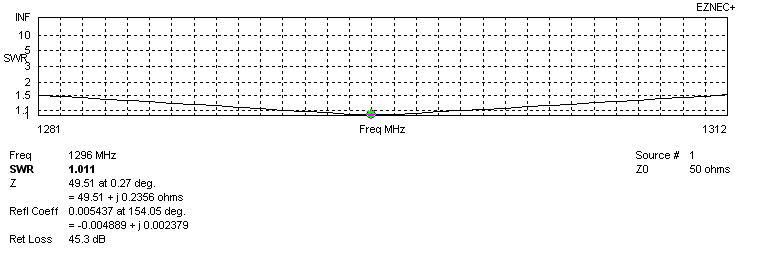 EZNEC+
INF
10
5
SWR
3
2
1.5
1.1
1281 Freq MHz 1312
Freq 1296 MHz Source # 1
SWR 1.011 Z0 50 ohms
Z 49.51 at 0.27 deg.
= 49.51 + j 0.2356 ohms
Refl Coeff 0.005437 at 154.05 deg.
= -0.004889 + j 0.002379
Ret Loss 45.3 dB